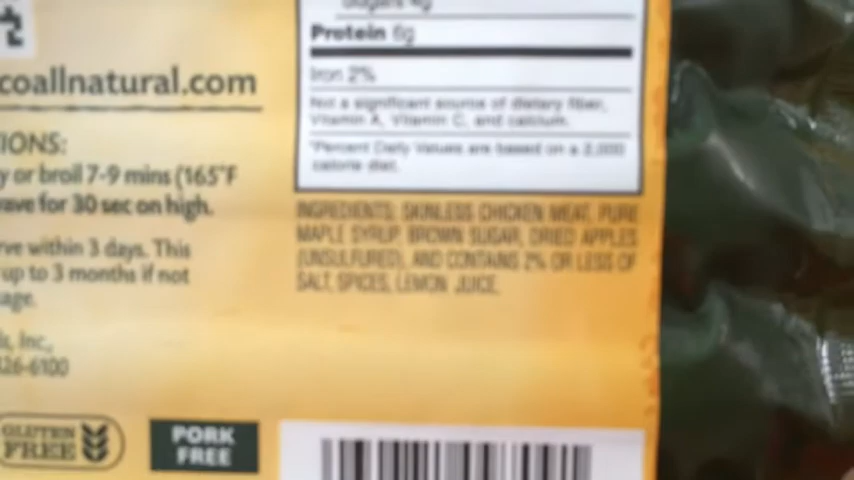 coallnatural.com
IONS:
y or broil 7-9 mins (165°F
ave for 30 sec on high.
rve within 3 days. This
up to 3 months if not
age.
s, Inc.,
26-6100
GLUTEN
FREE
PORK
FREE
Sugars 4g
Protein 6g
Iron 2%
Not a significant source of dietary fiber,
Vitamin A, Vitamin C, and calcium.
*Percent Daily Values are based on a 2,000
calorie diet.
INGREDIENTS: SKINLESS CHICKEN MEAT, PURE
MAPLE SYRUP, BROWN SUGAR, DRIED APPLES
(UNSULFURED), AND CONTAINS 2% OR LESS OF
SALT, SPICES, LEMON JUICE.